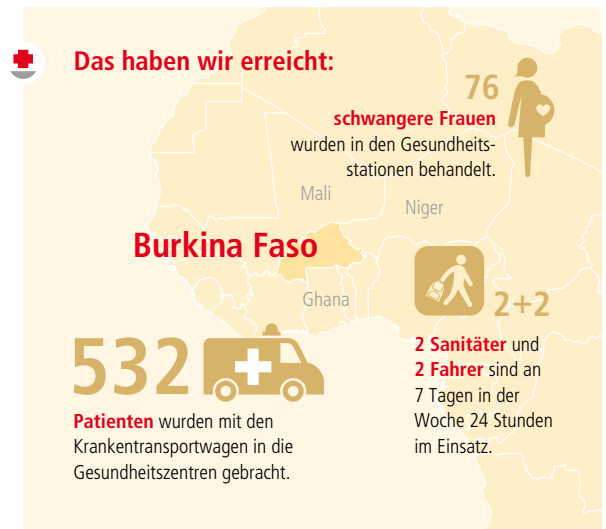 Das haben wir erreicht:
76
schwangere Frauen
wurden in den Gesundheits-
stationen behandelt.
Mali
Niger
Burkina Faso
Ghana
532
Patienten wurden mit den
Krankentransportwagen in die
Gesundheitszentren gebracht.
2+2
2 Sanitäter und
2 Fahrer sind an
7 Tagen in der
Woche 24 Stunden
im Einsatz.